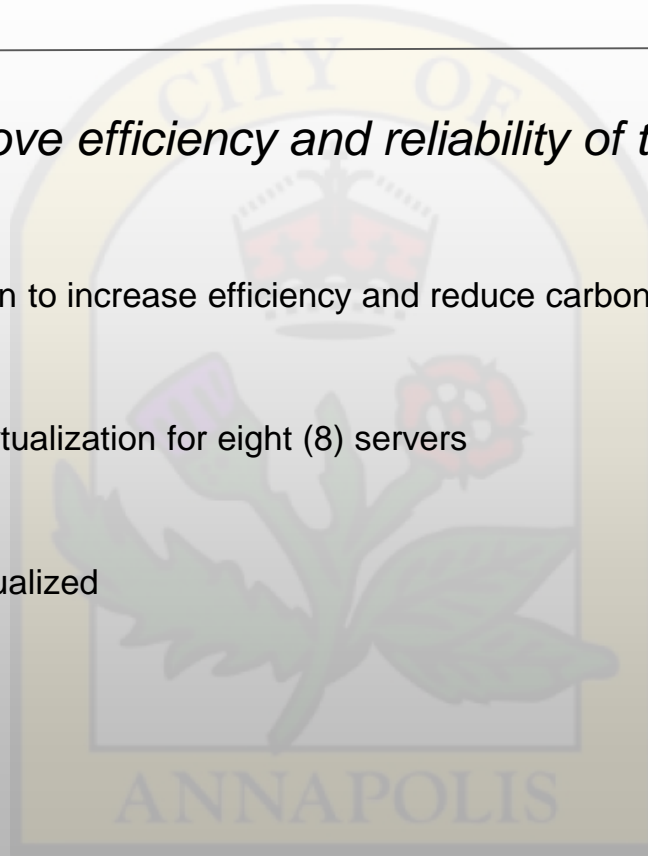 CITY OF
ove efficiency and reliability of t
n to increase efficiency and reduce carbon
tualization for eight (8) servers
ualized
ANNAPOLIS